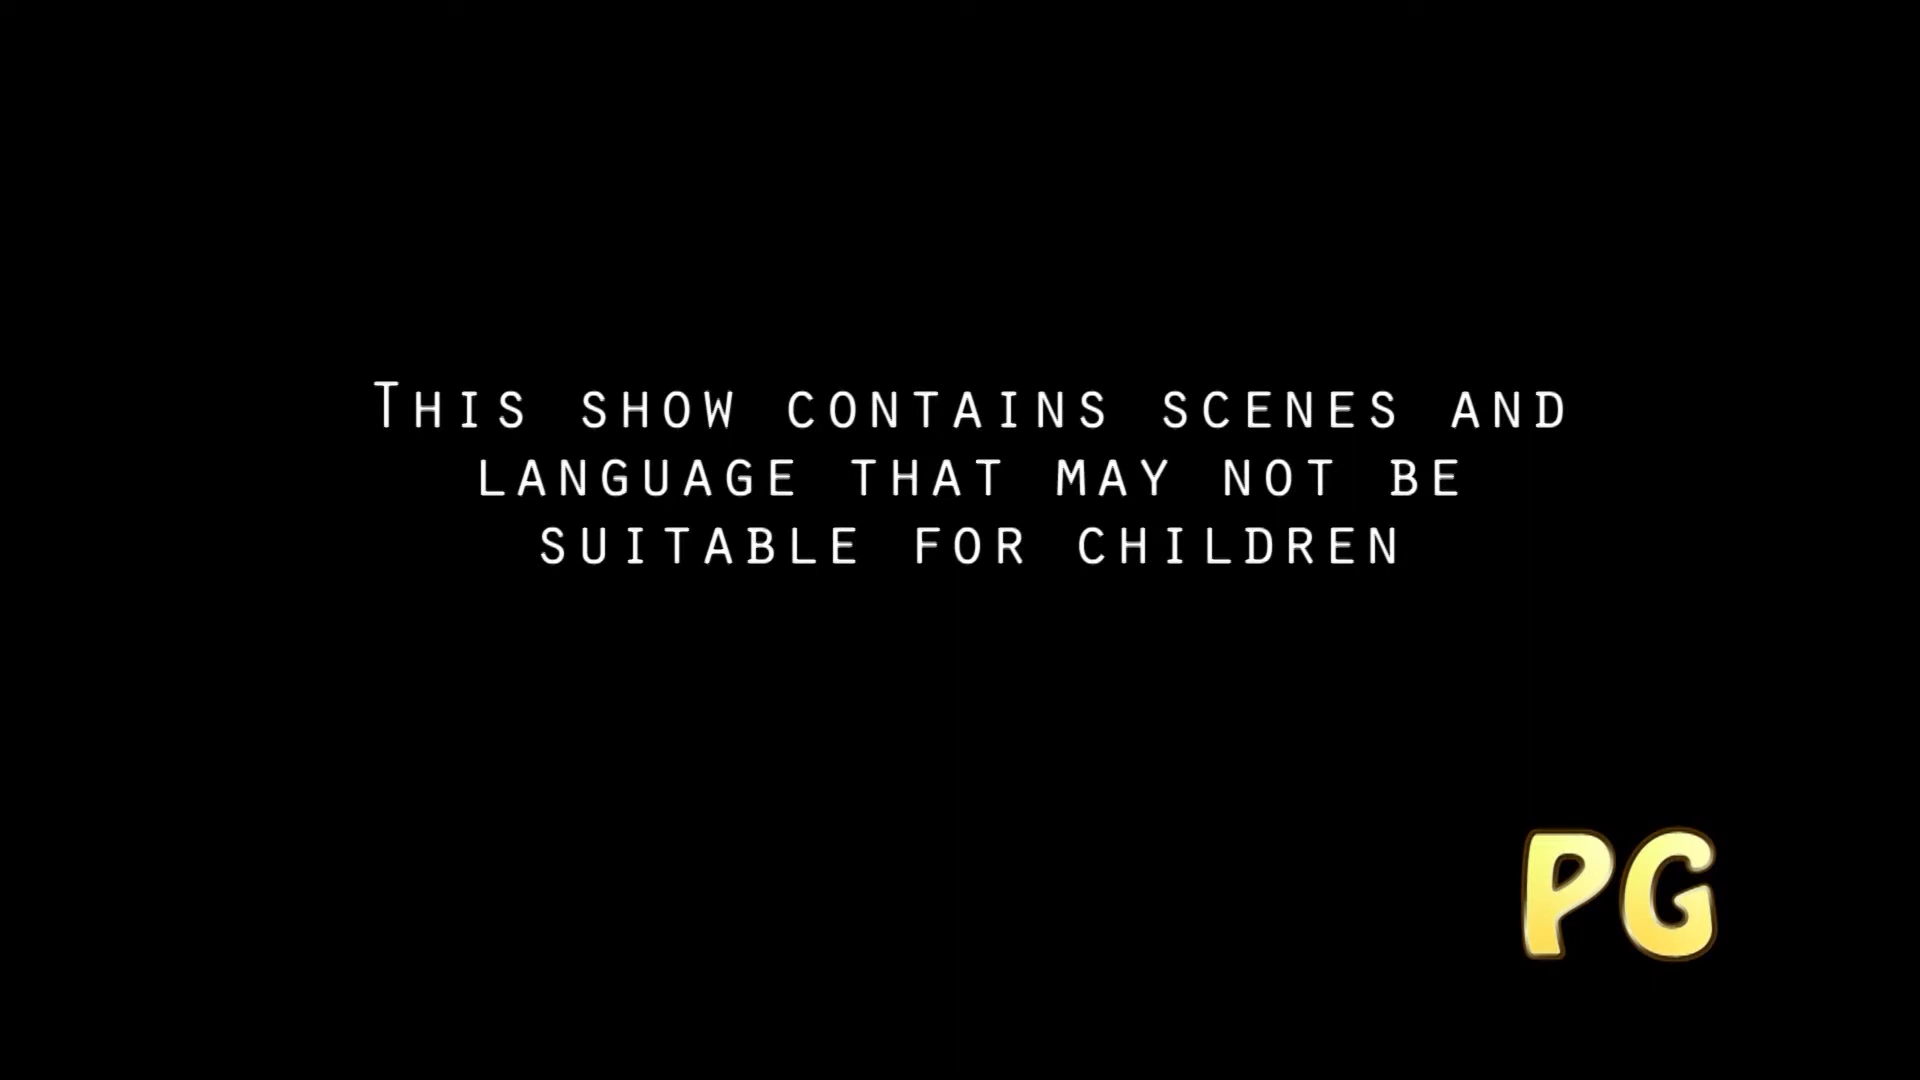 This show contains scenes and
language that may not be
suitable for children
PG